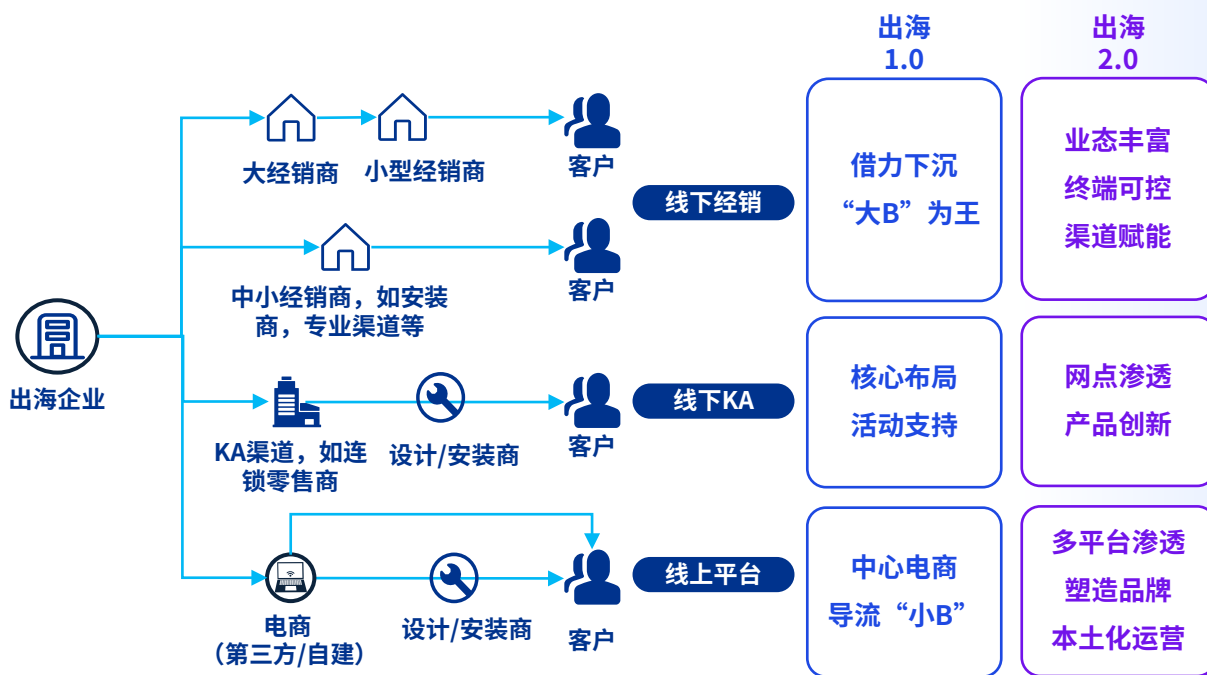 出海
1.0
出海
2.0
大经销商
小型经销商
客户
线下经销
借力下沉
“大B”为王
业态丰富
终端可控
渠道赋能
中小经销商，如安装
商，专业渠道等
客户
出海企业
KA渠道，如连
锁零售商
设计/安装商
客户
线下KA
核心布局
活动支持
网点渗透
产品创新
电商
（第三方/自建）
设计/安装商
客户
线上平台
中心电商
导流“小B”
多平台渗透
塑造品牌
本土化运营